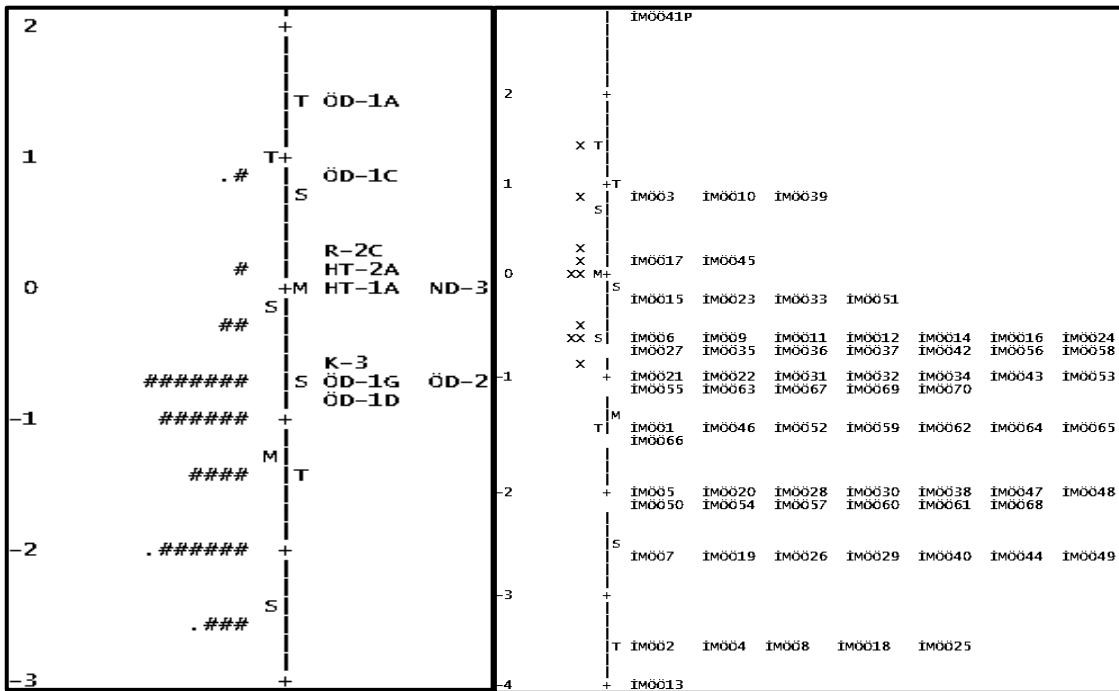 2 +
T ÖD-1A
1 T+
.# ÖD-1C
S
R-2C
# HT-2A
0 +M HT-1A ND-3
S
##
K-3
####### S ÖD-1G ÖD-2
ÖD-1D
-1 ###### +
M
#### T
-2 .###### +
S
.###
-3 +
İMÖÖ41P
2 +
X T
1 +T
X İMÖÖ3 İMÖÖ10 İMÖÖ39
S
X
X İMÖÖ17 İMÖÖ45
0 XX M+
S
İMÖÖ15 İMÖÖ23 İMÖÖ33 İMÖÖ51
X
XX S İMÖÖ6 İMÖÖ9 İMÖÖ11 İMÖÖ12 İMÖÖ14 İMÖÖ16 İMÖÖ24
İMÖÖ27 İMÖÖ35 İMÖÖ36 İMÖÖ37 İMÖÖ42 İMÖÖ56 İMÖÖ58
X
-1 + İMÖÖ21 İMÖÖ22 İMÖÖ31 İMÖÖ32 İMÖÖ34 İMÖÖ43 İMÖÖ53
İMÖÖ55 İMÖÖ63 İMÖÖ67 İMÖÖ69 İMÖÖ70
M
T İMÖÖ1 İMÖÖ46 İMÖÖ52 İMÖÖ59 İMÖÖ62 İMÖÖ64 İMÖÖ65
İMÖÖ66
-2 + İMÖÖ5 İMÖÖ20 İMÖÖ28 İMÖÖ30 İMÖÖ38 İMÖÖ47 İMÖÖ48
İMÖÖ50 İMÖÖ54 İMÖÖ57 İMÖÖ60 İMÖÖ61 İMÖÖ68
S
İMÖÖ7 İMÖÖ19 İMÖÖ26 İMÖÖ29 İMÖÖ40 İMÖÖ44 İMÖÖ49
-3 +
T İMÖÖ2 İMÖÖ4 İMÖÖ8 İMÖÖ18 İMÖÖ25
-4 + İMÖÖ13